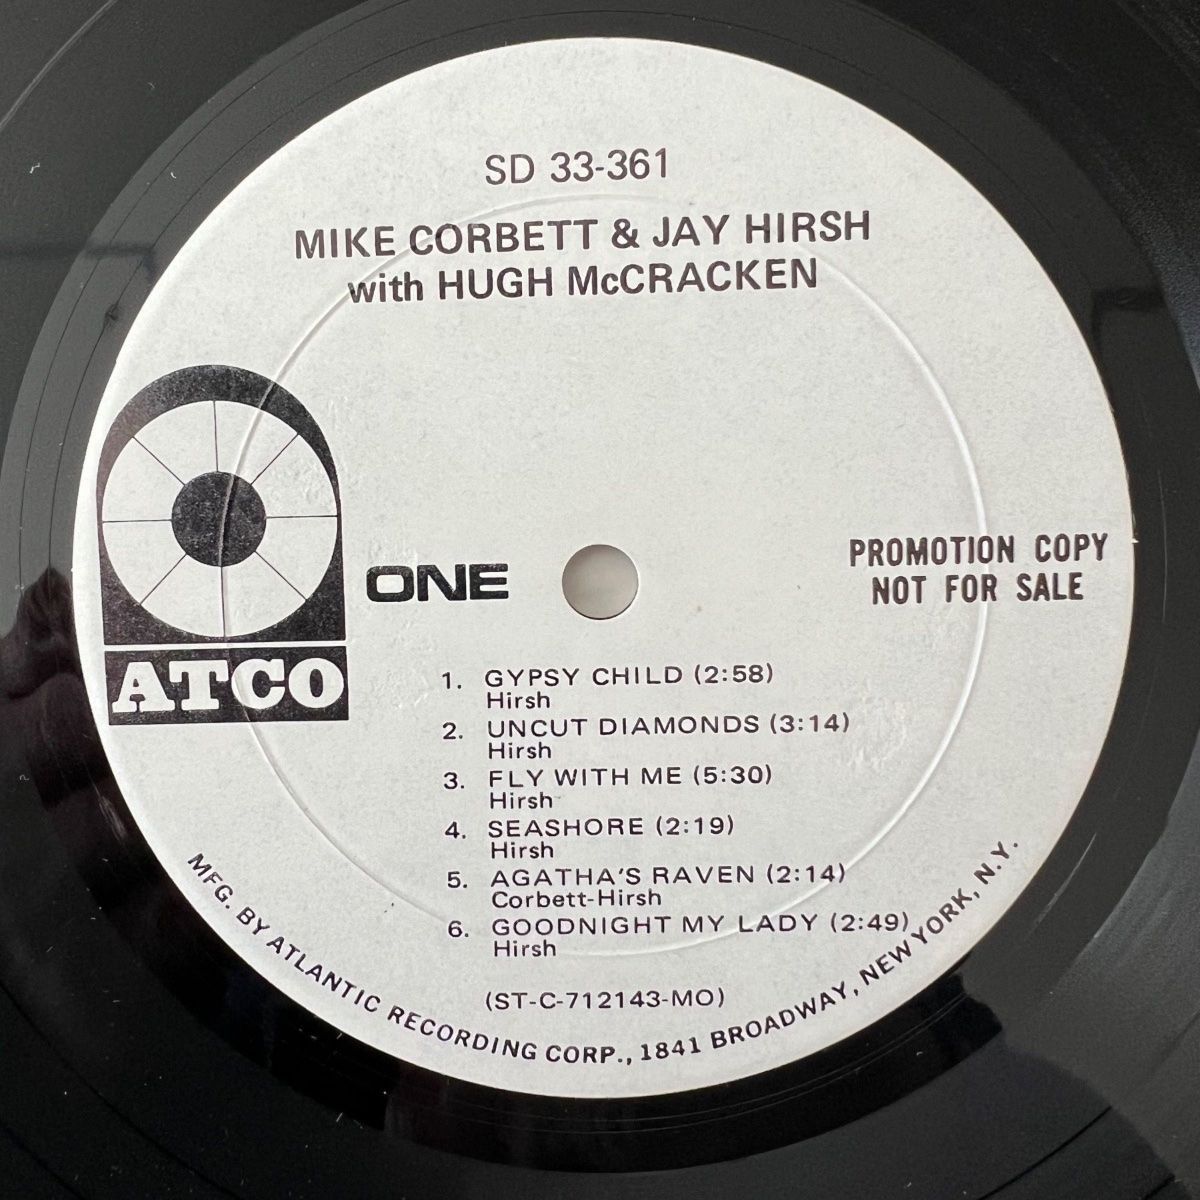 SD 33-361
MIKE CORBETT & JAY HIRSH
with HUGH McCRACKEN
ATCO
ONE
PROMOTION COPY
NOT FOR SALE
1. GYPSY CHILD (2:58)
Hirsh
2. UNCUT DIAMONDS (3:14)
Hirsh
3. FLY WITH ME (5:30)
Hirsh
4. SEASHORE (2:19)
Hirsh
5. AGATHA'S RAVEN (2:14)
Corbett-Hirsh
6. GOODNIGHT MY LADY (2:49)
Hirsh
(ST-C-712143-MO)
MFG. BY ATLANTIC RECORDING CORP., 1841 BROADWAY, NEW YORK, N.Y.